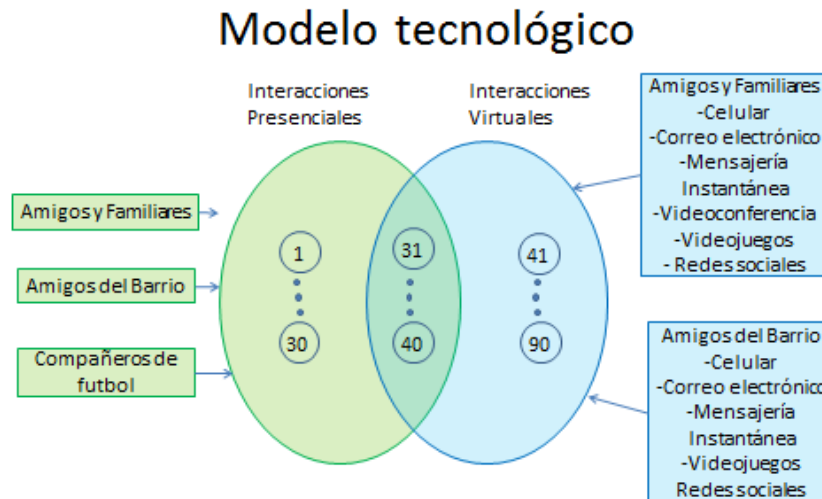 Modelo tecnológico
Interacciones
Presenciales
Interacciones
Virtuales
Amigos y Familiares
Amigos del Barrio
Compañeros de
futbol
1
30
31
40
41
90
Amigos y Familiares
-Celular
-Correo electrónico
-Mensajería
Instantánea
-Videoconferencia
-Videojuegos
- Redes sociales
Amigos del Barrio
-Celular
-Correo electrónico
-Mensajería
Instantánea
-Videojuegos
Redes sociales